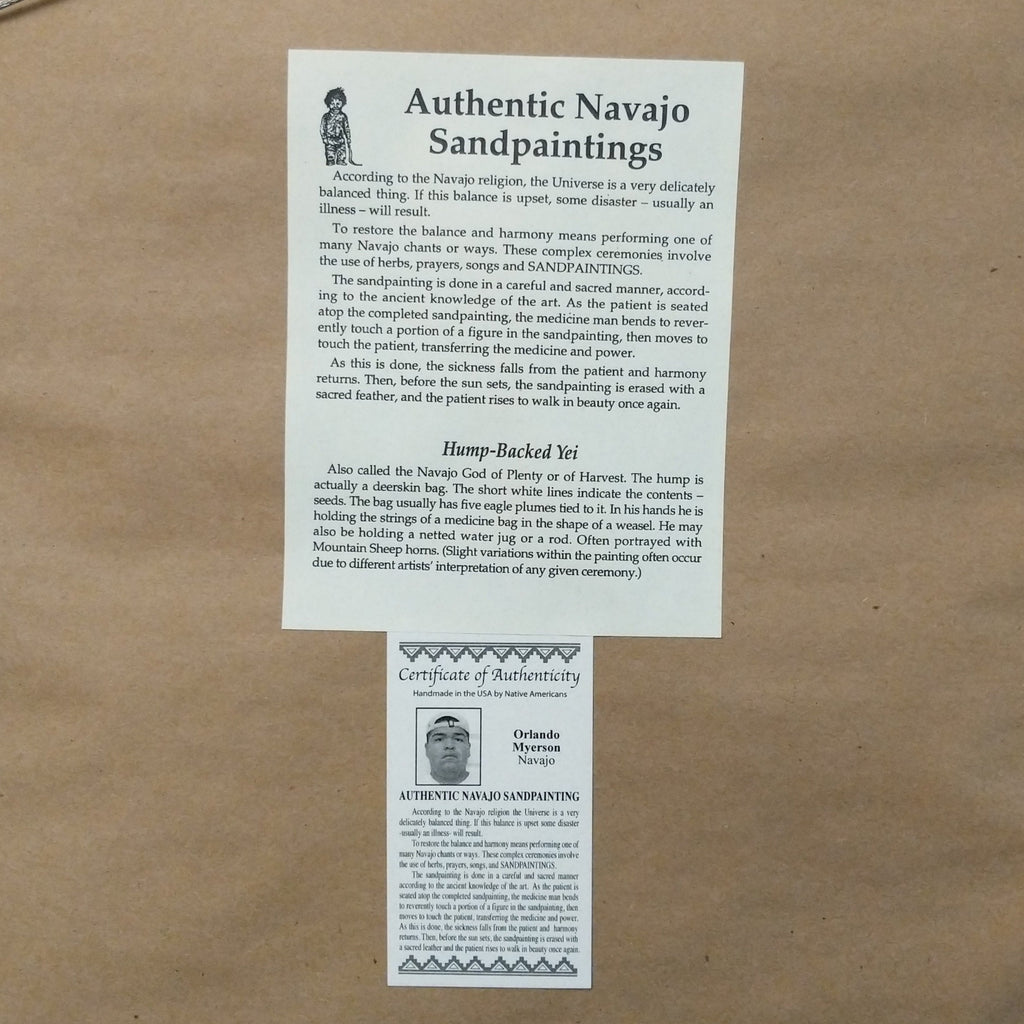 Authentic Navajo
Sandpaintings
According to the Navajo religion, the Universe is a very delicately
balanced thing. If this balance is upset, some disaster – usually an
illness – will result.
To restore the balance and harmony means performing one of
many Navajo chants or ways. These complex ceremonies involve
the use of herbs, prayers, songs and SANDPAINTINGS.
The sandpainting is done in a careful and sacred manner, accord-
ing to the ancient knowledge of the art. As the patient is seated
atop the completed sandpainting, the medicine man bends to rever-
ently touch a portion of a figure in the sandpainting, then moves to
touch the patient, transferring the medicine and power.
As this is done, the sickness falls from the patient and harmony
returns. Then, before the sun sets, the sandpainting is erased with a
sacred feather, and the patient rises to walk in beauty once again.
Hump-Backed Yei
Also called the Navajo God of Plenty or of Harvest. The hump is
actually a deerskin bag. The short white lines indicate the contents –
seeds. The bag usually has five eagle plumes tied to it. In his hands he is
holding the strings of a medicine bag in the shape of a weasel. He may
also be holding a netted water jug or a rod. Often portrayed with
Mountain Sheep horns. (Slight variations within the painting often occur
due to different artists' interpretation of any given ceremony.)
Certificate of Authenticity
Handmade in the USA by Native Americans
Orlando
Myerson
Navajo
AUTHENTIC NAVAJO SANDPAINTING
According to the Navajo religion the Universe is a very
delicately balanced thing. If this balance is upset some disaster
-usually an illness- will result.
To restore the balance and harmony means performing one of
many Navajo chants or ways. These complex ceremonies involve
the use of herbs, prayers, songs, and SANDPAINTINGS.
The sandpainting is done in a careful and sacred manner
according to the ancient knowledge of the art. As the patient is
seated atop the completed sandpainting, the medicine man bends
to reverently touch a portion of a figure in the sandpainting, then
moves to touch the patient, transferring the medicine and power.
As this is done, the sickness falls from the patient and harmony
returns. Then, before the sun sets, the sandpainting is erased with
a sacred feather and the patient rises to walk in beauty once again.